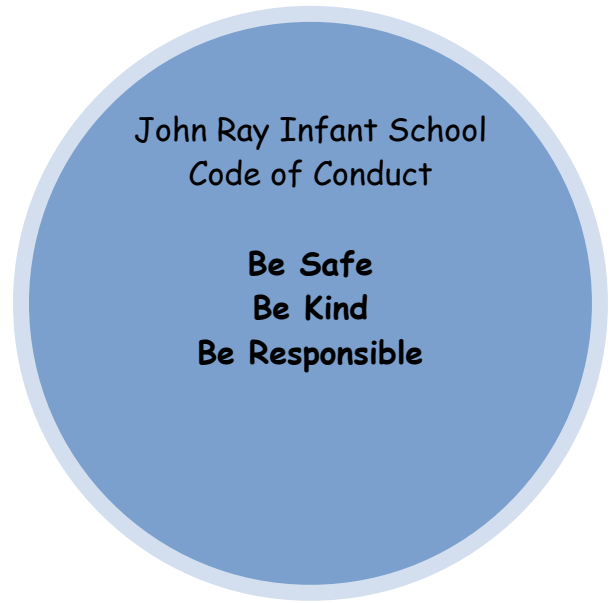 John Ray Infant School
Code of Conduct
Be Safe
Be Kind
Be Responsible